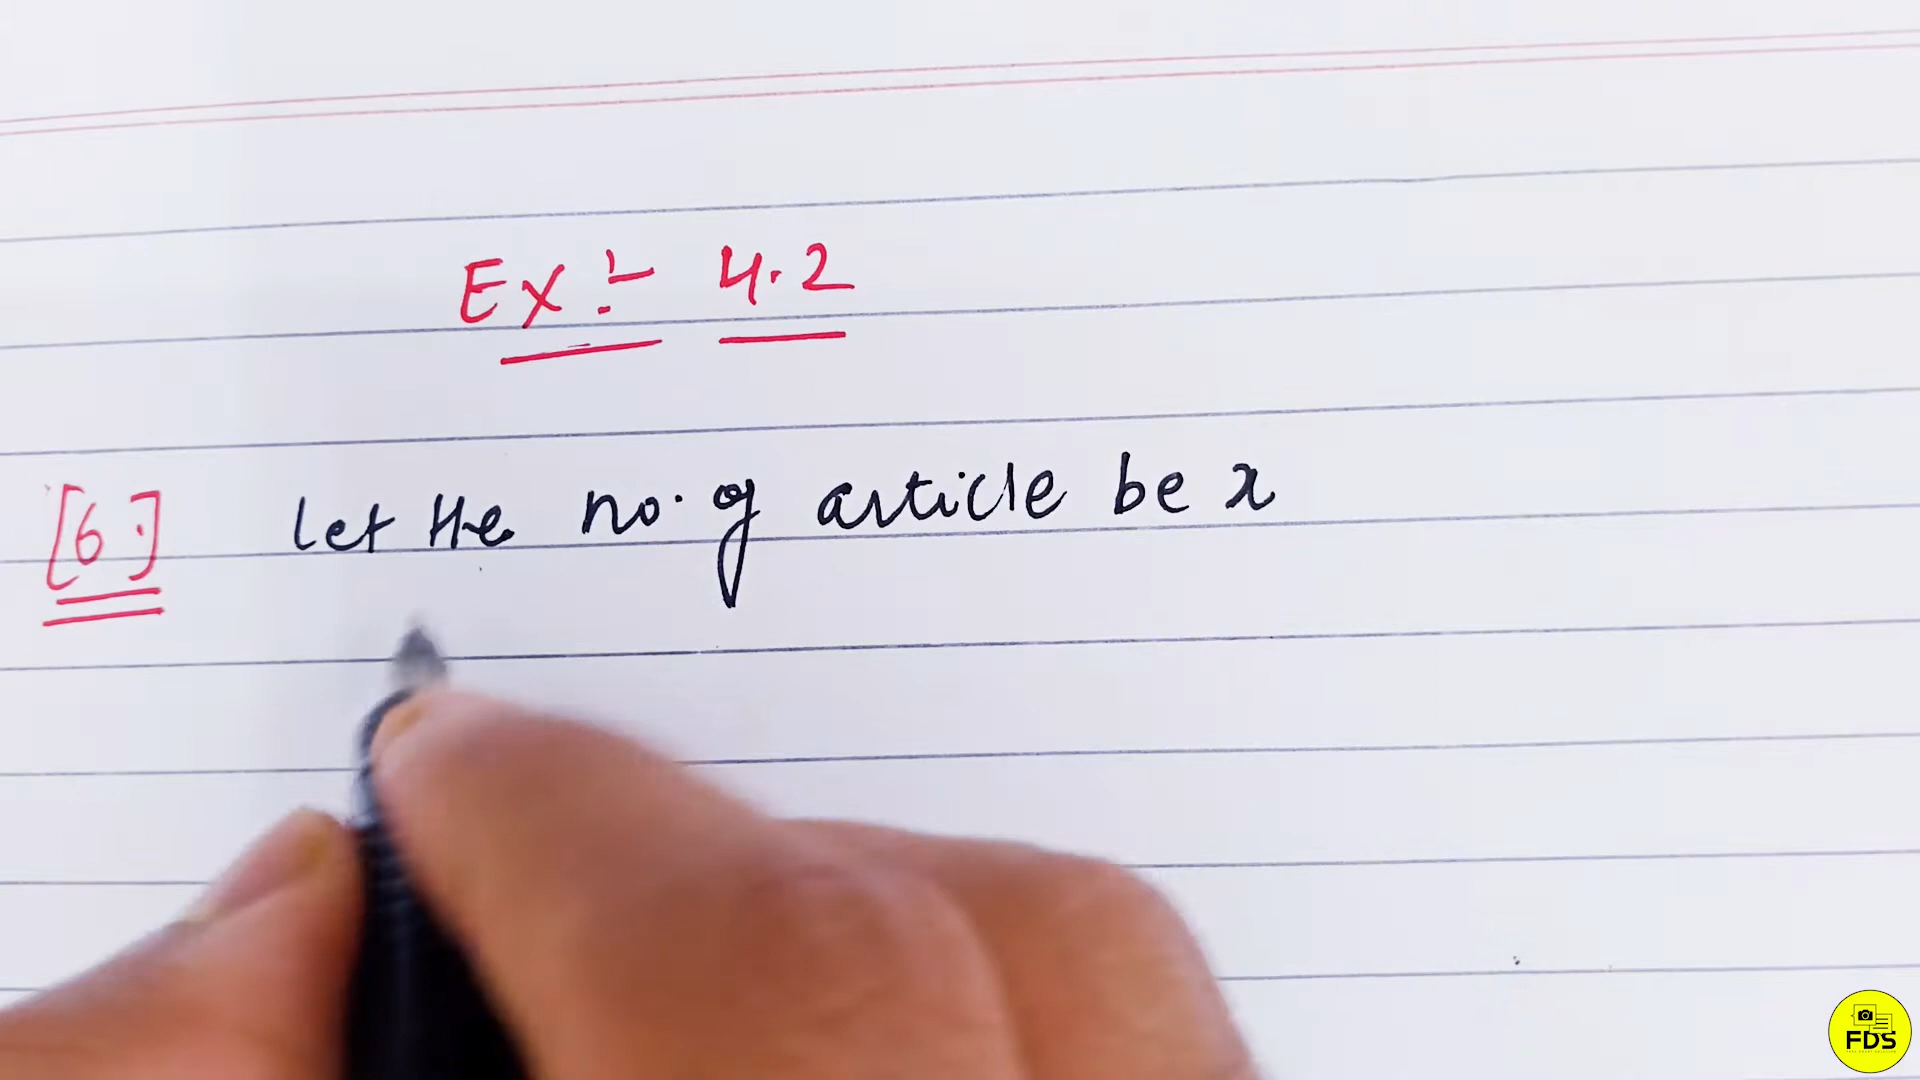 Ex:- 4.2
[6.] let the no. of article be x
FDS